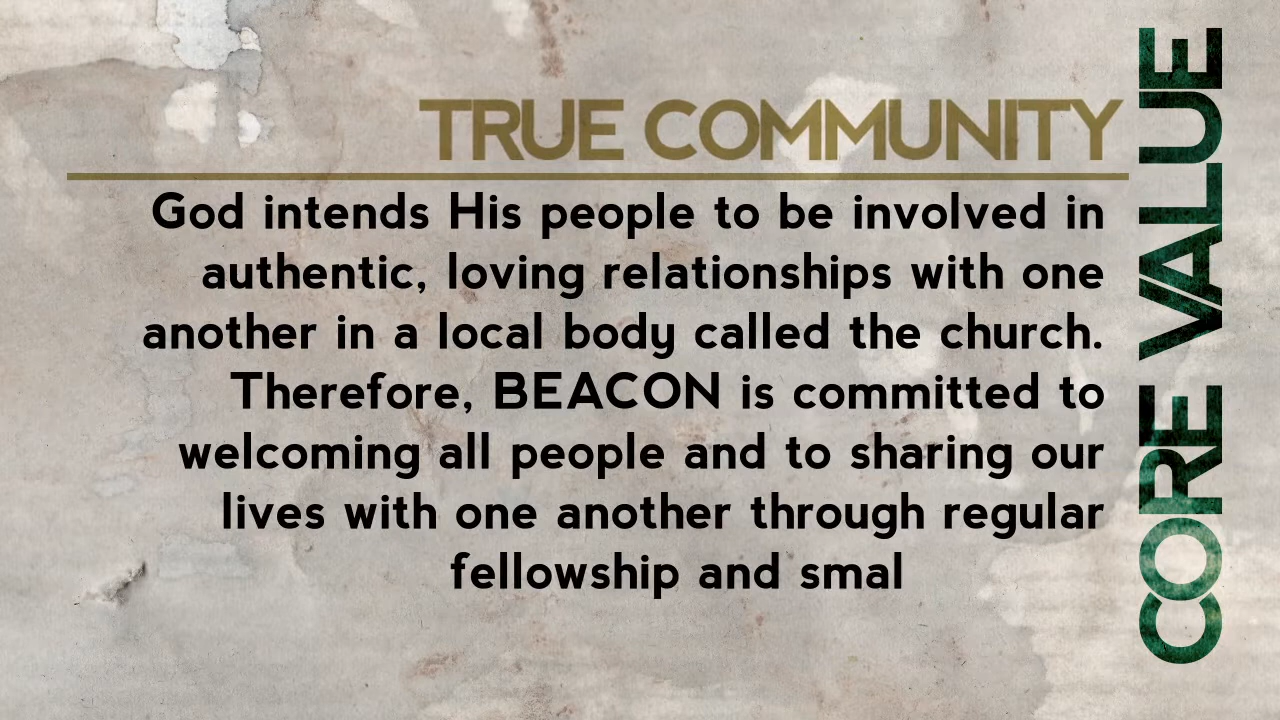 TRUE COMMUNITY
God intends His people to be involved in
authentic, loving relationships with one
another in a local body called the church.
Therefore, BEACON is committed to
welcoming all people and to sharing our
lives with one another through regular
fellowship and smal
CORE VALUE